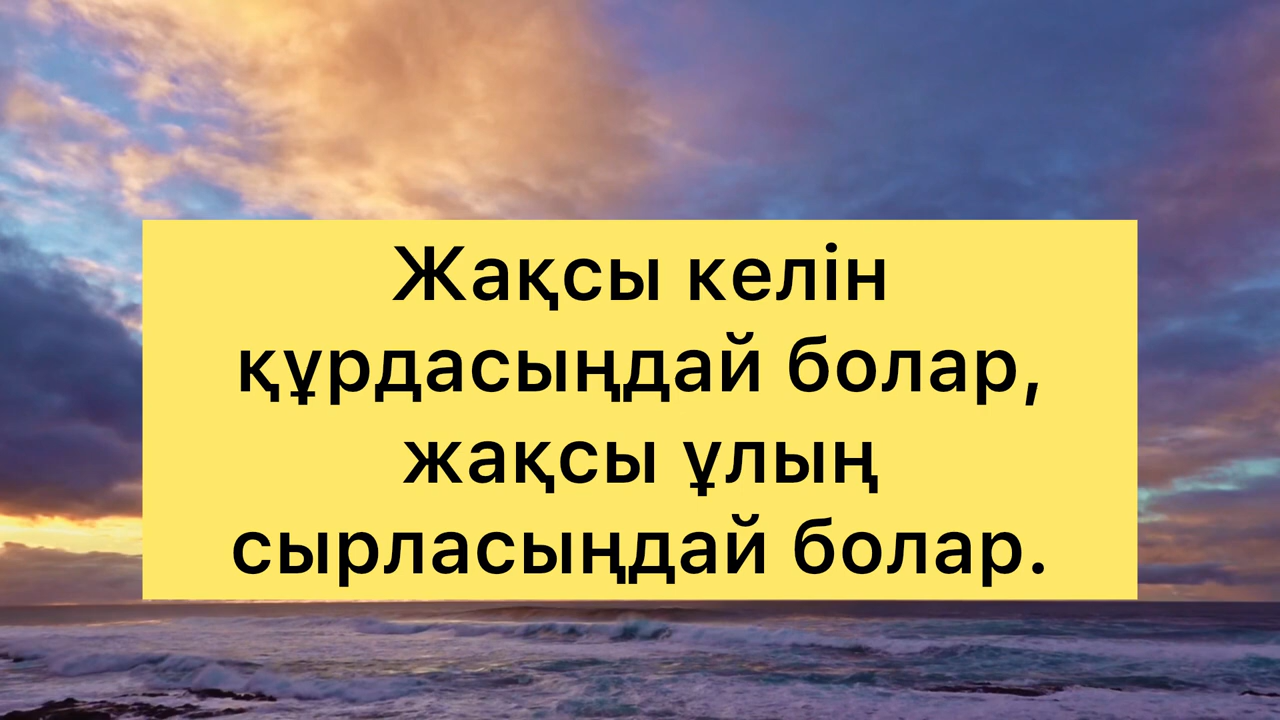 Жақсы келін
құрдасыңдай болар,
жақсы ұлың
сырласыңдай болар.